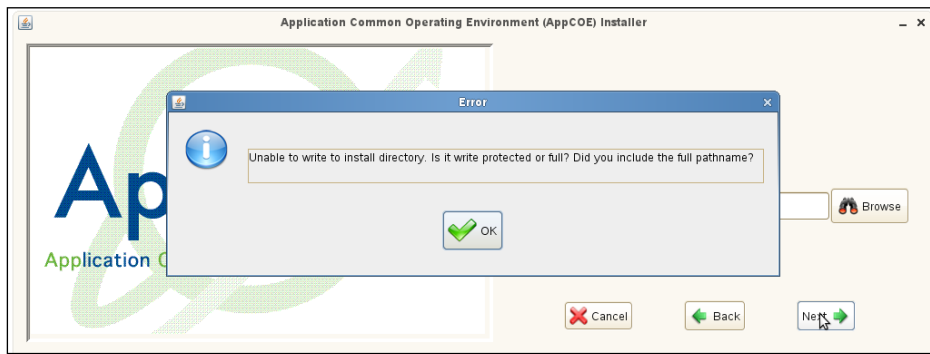 Application Common Operating Environment (AppCOE) Installer
Error
Unable to write to install directory. Is it write protected or full? Did you include the full pathname?
OK
Ap
Browse
Application
Cancel
Back
Next